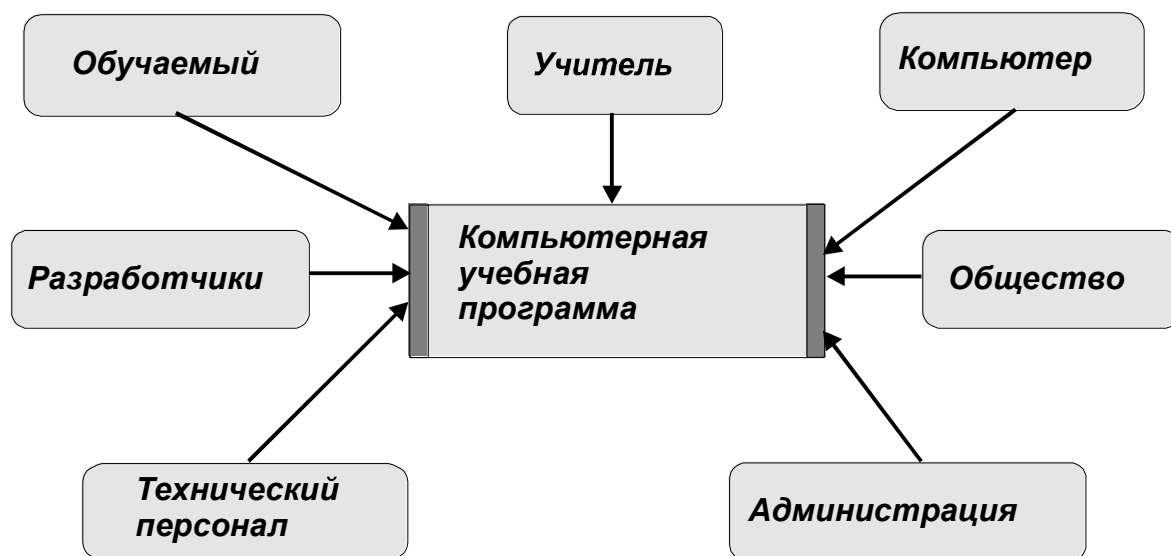 Обучаемый
Учитель
Компьютер
Компьютерная
учебная
программа
Разработчики
Общество
Технический
персонал
Администрация